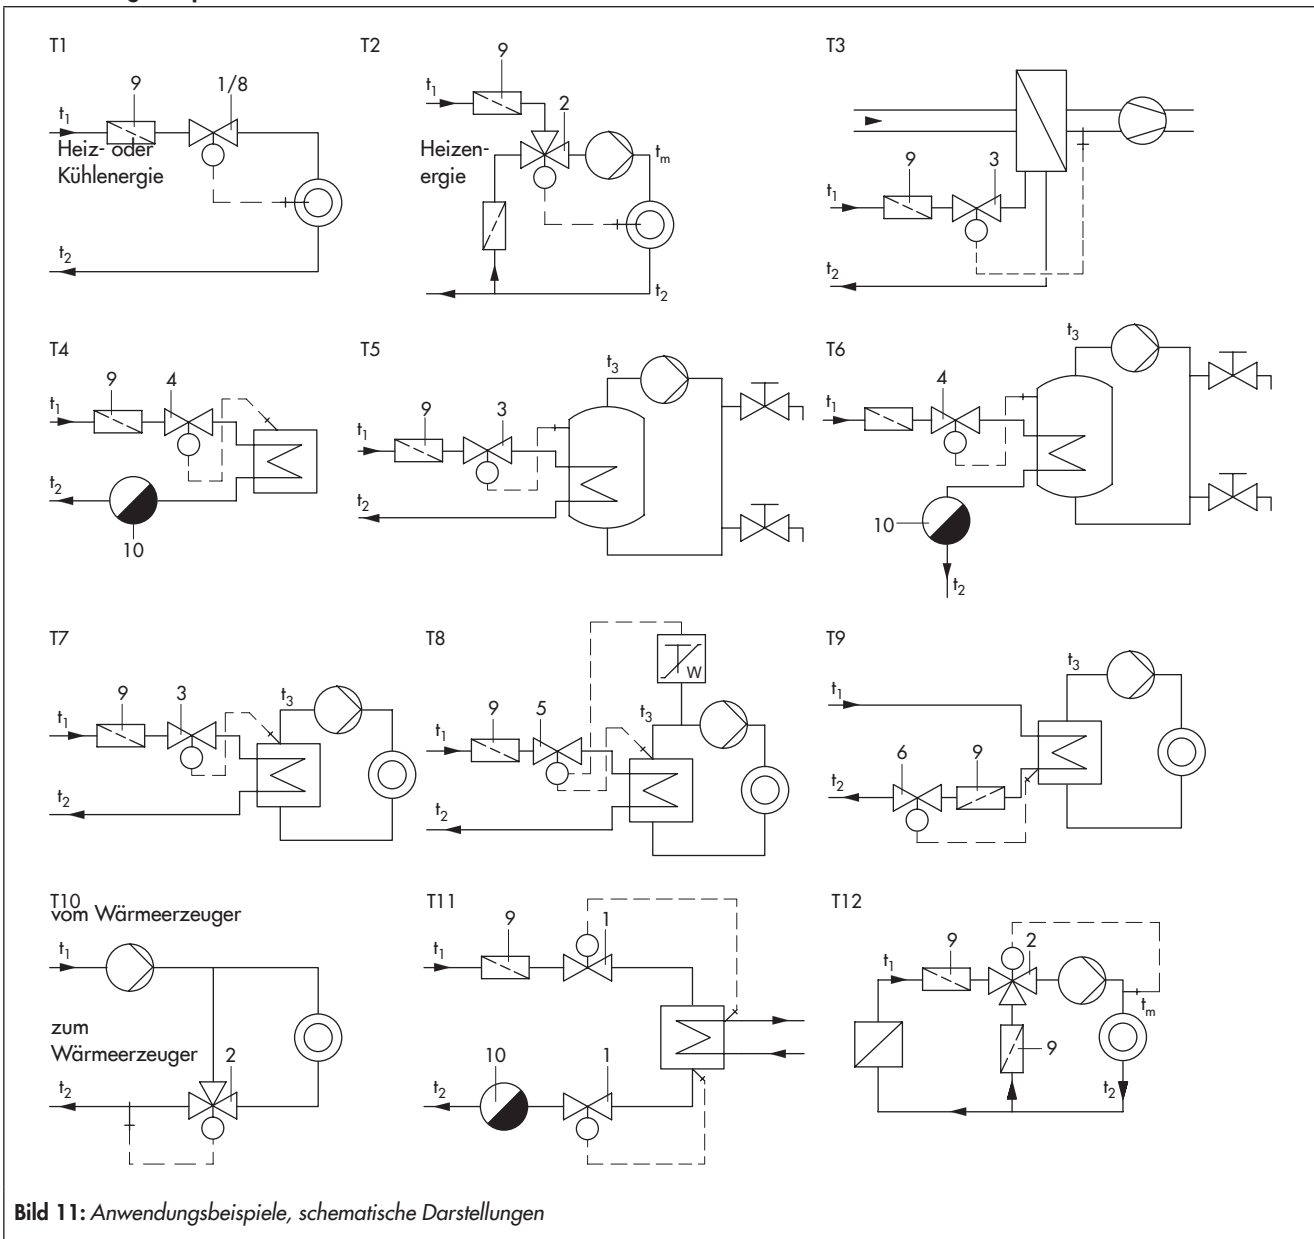 T1
9
1/8
t1
Heiz- oder
Kühlenergie
t2
T2
9
t1
2
Heizen-
ergie
tm
t2
T3
9
3
t1
t2
T4
9
4
t1
t2
10
T5
t3
9
3
t1
t2
T6
t3
4
t1
10
t2
T7
9
3
t3
t1
t2
T8
W
9
5
t3
t1
t2
T9
t3
t1
6
9
t2
T10
vom Wärmeerzeuger
t1
zum
Wärmeerzeuger
2
t2
T11
9
1
t1
10
1
t2
T12
9
2
t1
tm
9
t2
Bild 11: Anwendungsbeispiele, schematische Darstellungen